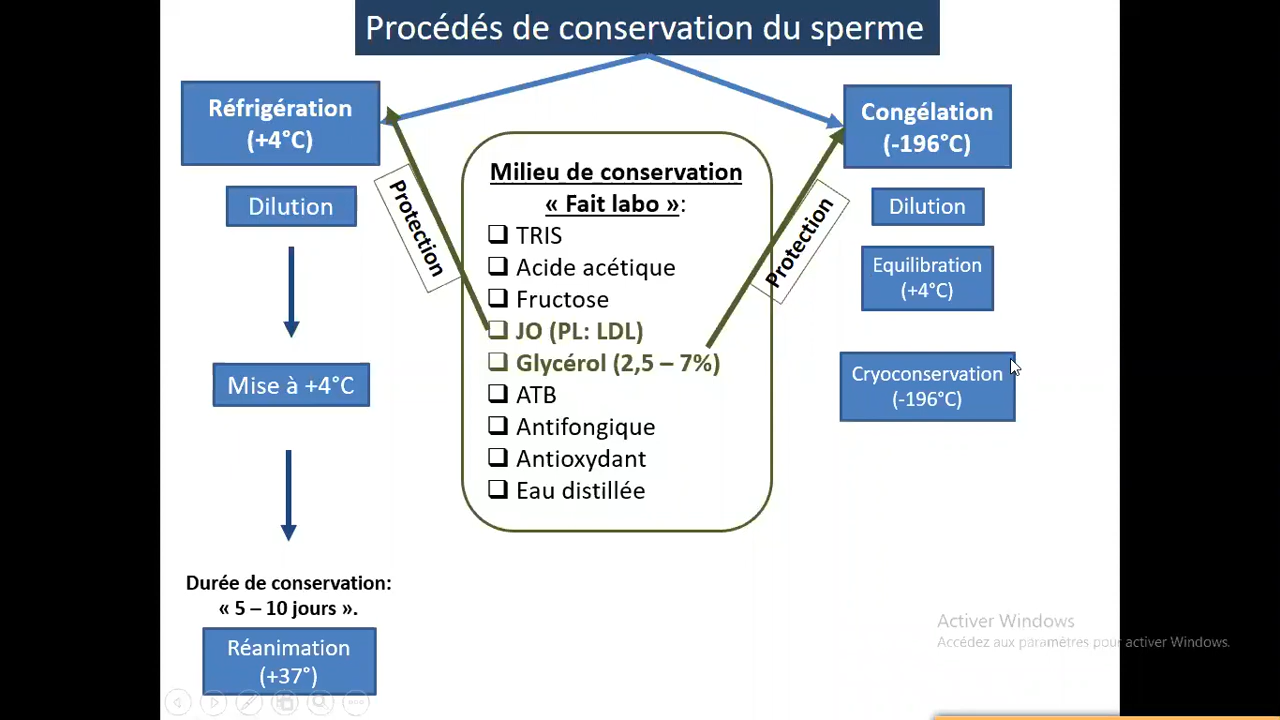 Procédés de conservation du sperme
Réfrigération
(+4°C)
Dilution
Mise à +4°C
Durée de conservation:
« 5 – 10 jours ».
Réanimation
(+37°)
Protection
Milieu de conservation
« Fait labo »:
TRIS
Acide acétique
Fructose
JO (PL: LDL)
Glycérol (2,5 – 7%)
ATB
Antifongique
Antioxydant
Eau distillée
Protection
Congélation
(-196°C)
Dilution
Equilibration
(+4°C)
Cryoconservation
(-196°C)
Activer Windows
Accédez aux paramètres pour activer Windows.